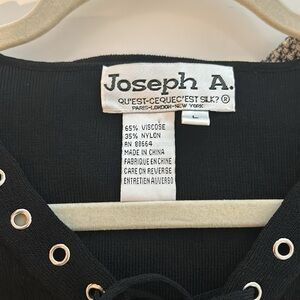 Joseph A.
QU'EST-CEQUEC'EST SILK? ®
PARIS-LONDON-NEW YORK
L
65% VISCOSE
35% NYLON
RN 88664
MADE IN CHINA
FABRIQUE EN CHINE
CARE ON REVERSE
ENTRETIEN AU VERSO